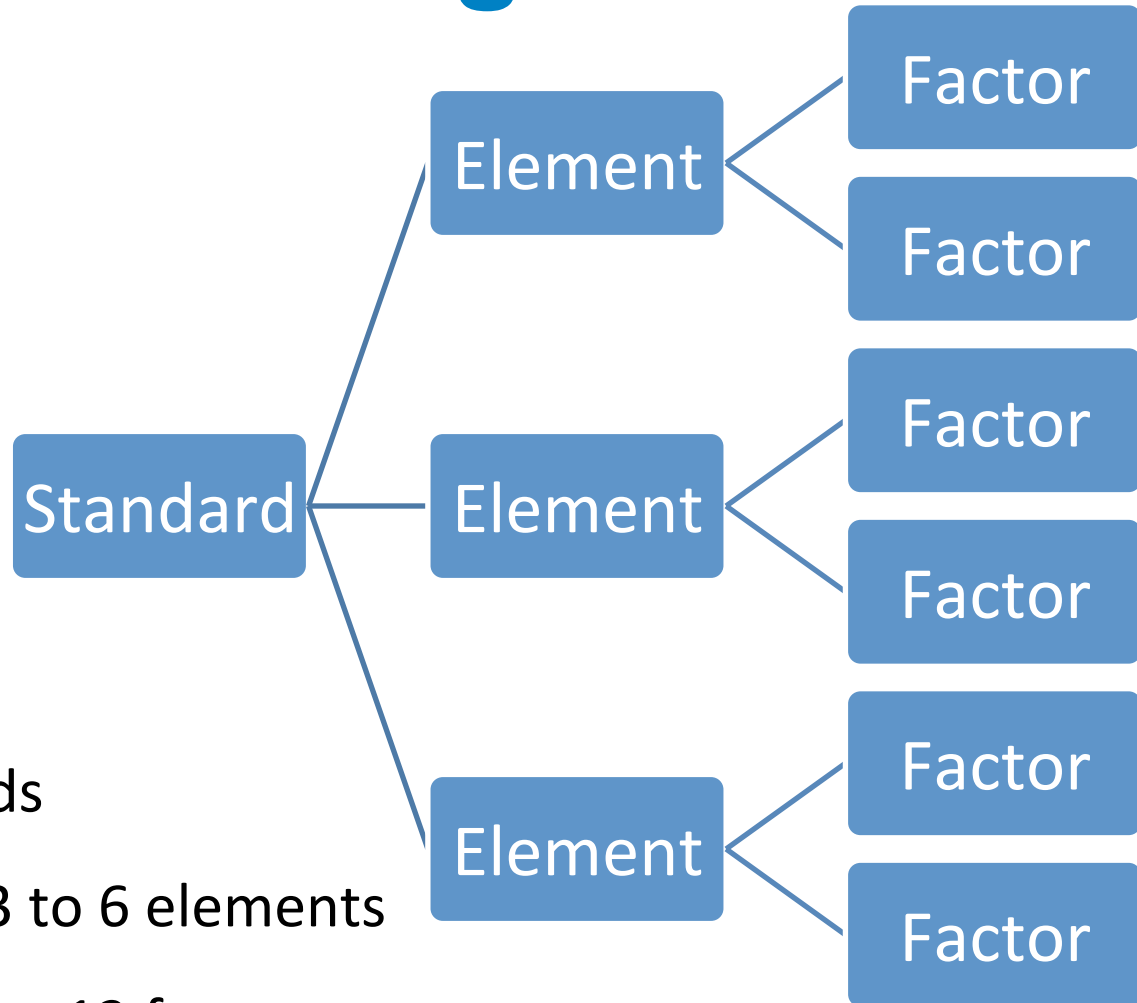 Factor
Element
Factor
Factor
Standard
Element
Factor
ds
Factor
Element
3 to 6 elements
Factor